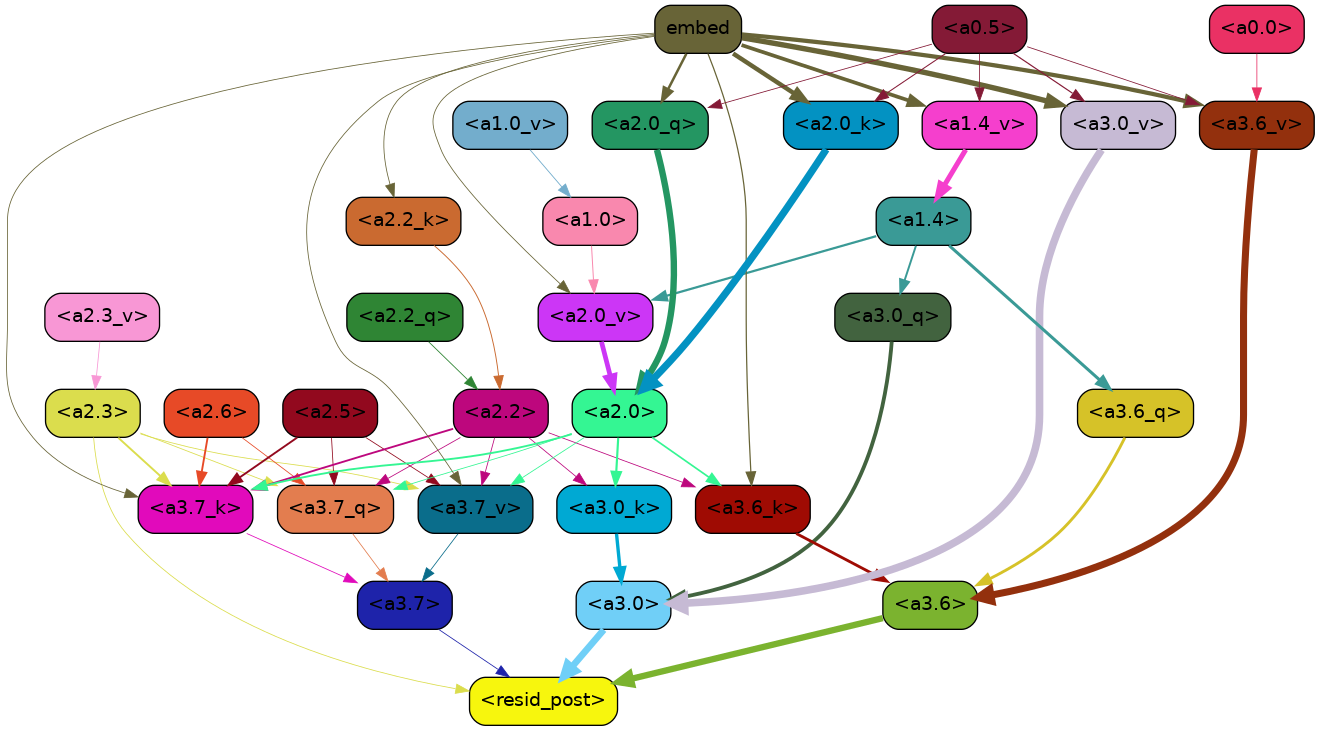 embed
<a0.5>
<a0.0>
<a1.0_v>
<a2.0_q>
<a2.0_k>
<a1.4_v>
<a3.0_v>
<a3.6_v>
<a2.2_k>
<a1.0>
<a1.4>
<a2.3_v>
<a2.2_q>
<a2.0_v>
<a3.0_q>
<a2.3>
<a2.6>
<a2.5>
<a2.2>
<a2.0>
<a3.6_q>
<a3.7_k>
<a3.7_q>
<a3.7_v>
<a3.0_k>
<a3.6_k>
<a3.7>
<a3.0>
<a3.6>
<resid_post>